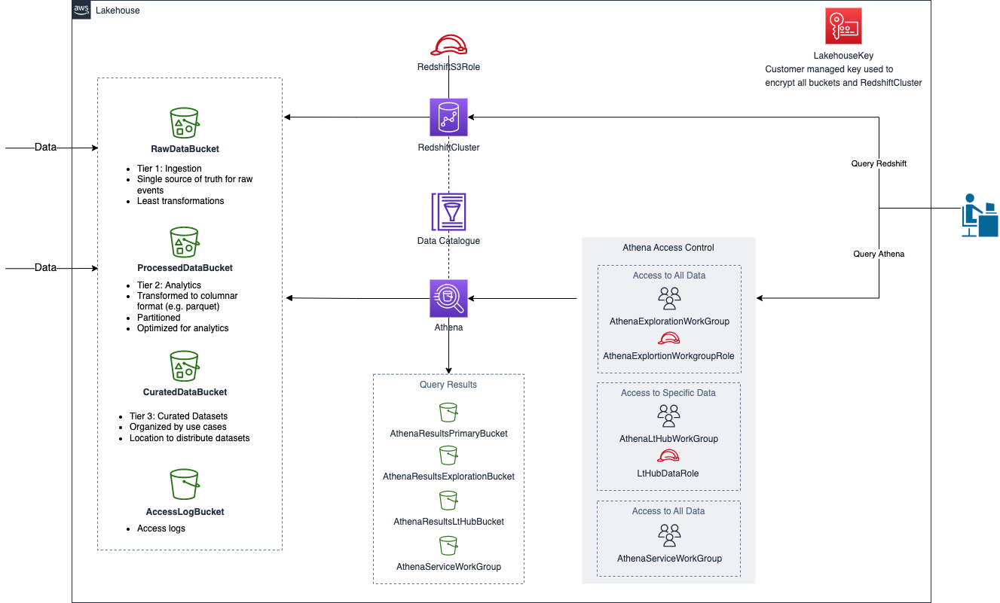 aws
Lakehouse
LakehouseKey
Customer managed key used to
encrypt all buckets and RedshiftCluster
RedshiftS3Role
RedshiftCluster
Data Catalogue
Athena
Data
Data
RawDataBucket
• Tier 1: Ingestion
• Single source of truth for raw
events
• Least transformations
ProcessedDataBucket
• Tier 2: Analytics
• Transformed to columnar
format (e.g. parquet)
• Partitioned
• Optimized for analytics
CuratedDataBucket
• Tier 3: Curated Datasets
• Organized by use cases
• Location to distribute datasets
AccessLogBucket
• Access logs
Query Results
AthenaResultsPrimaryBucket
AthenaResultsExplorationBucket
AthenaResultsLtHubBucket
AthenaServiceWorkGroup
Athena Access Control
Access to All Data
AthenaExplorationWorkGroup
AthenaExplortionWorkgroupRole
Access to Specific Data
AthenaLtHubWorkGroup
LtHubDataRole
Access to All Data
AthenaServiceWorkGroup
Query Redshift
Query Athena